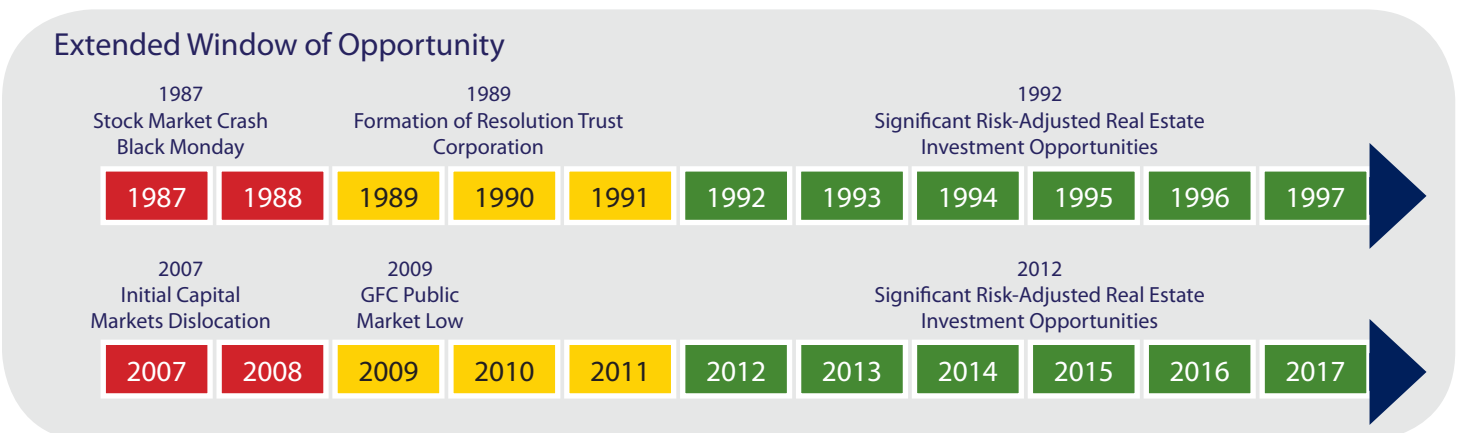 Extended Window of Opportunity
1987
Stock Market Crash
Black Monday
1989
Formation of Resolution Trust
Corporation
1992
Significant Risk-Adjusted Real Estate
Investment Opportunities
1987 1988 1989 1990 1991 1992 1993 1994 1995 1996 1997
2007
Initial Capital
Markets Dislocation
2009
GFC Public
Market Low
2012
Significant Risk-Adjusted Real Estate
Investment Opportunities
2007 2008 2009 2010 2011 2012 2013 2014 2015 2016 2017